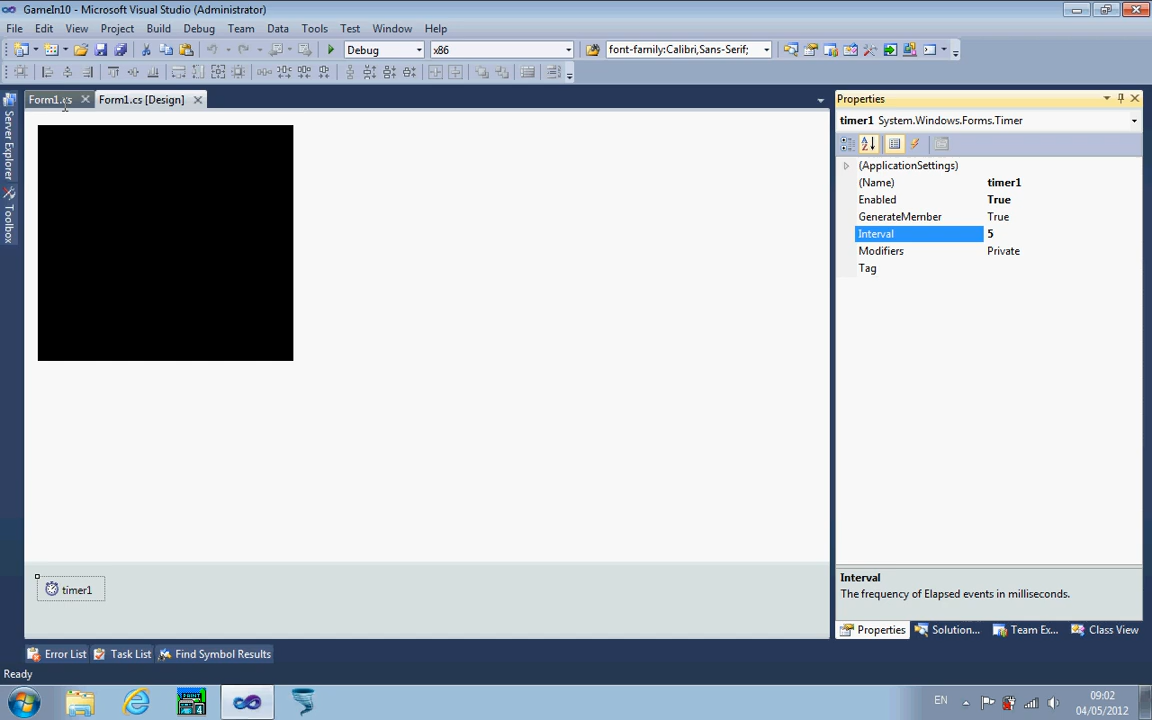 GameIn10 - Microsoft Visual Studio (Administrator)
File Edit View Project Build Debug Team Data Tools Test Window Help
Debug x86 font-family:Calibri,Sans-Serif;
Form1.cs Form1.cs [Design]
Server Explorer
Toolbox
timer1
Properties
timer1 System.Windows.Forms.Timer
(ApplicationSettings)
(Name) timer1
Enabled True
GenerateMember True
Interval 5
Modifiers Private
Tag
Interval
The frequency of Elapsed events in milliseconds.
Properties Solution... Team Ex... Class View
Error List Task List Find Symbol Results
Ready
EN 09:02
04/05/2012